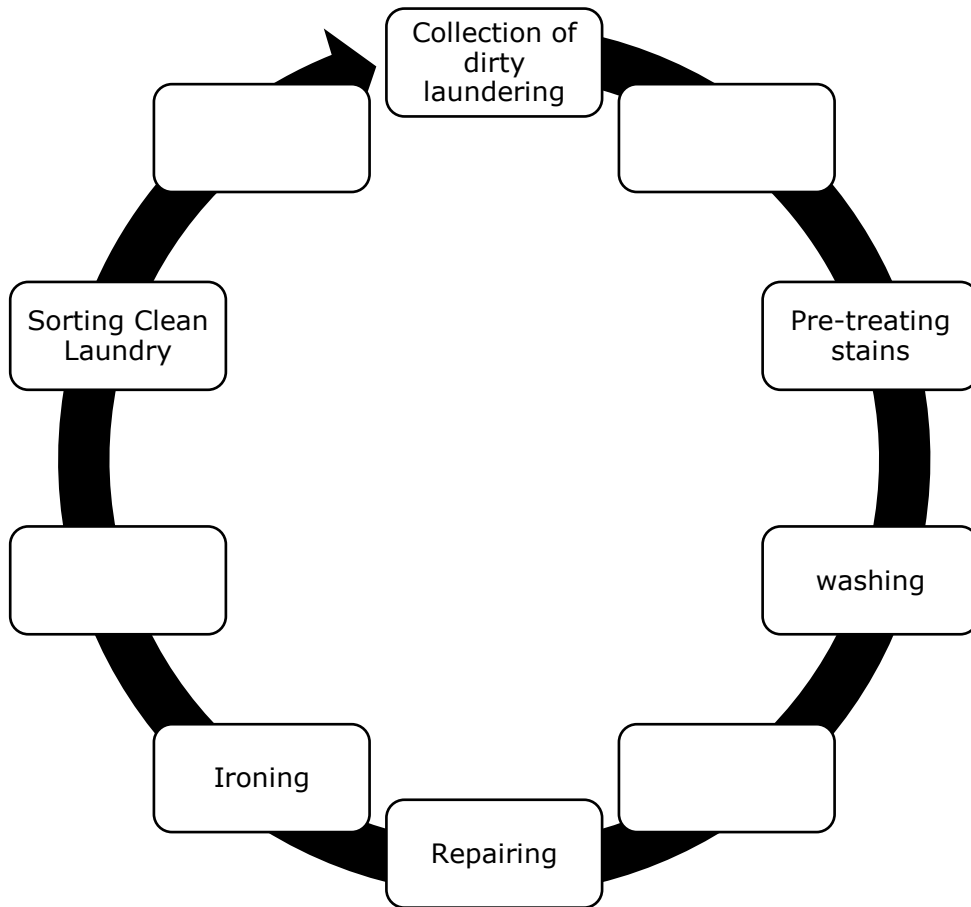 Collection of
dirty
laundering
Pre-treating
stains
washing
Repairing
Ironing
Sorting Clean
Laundry